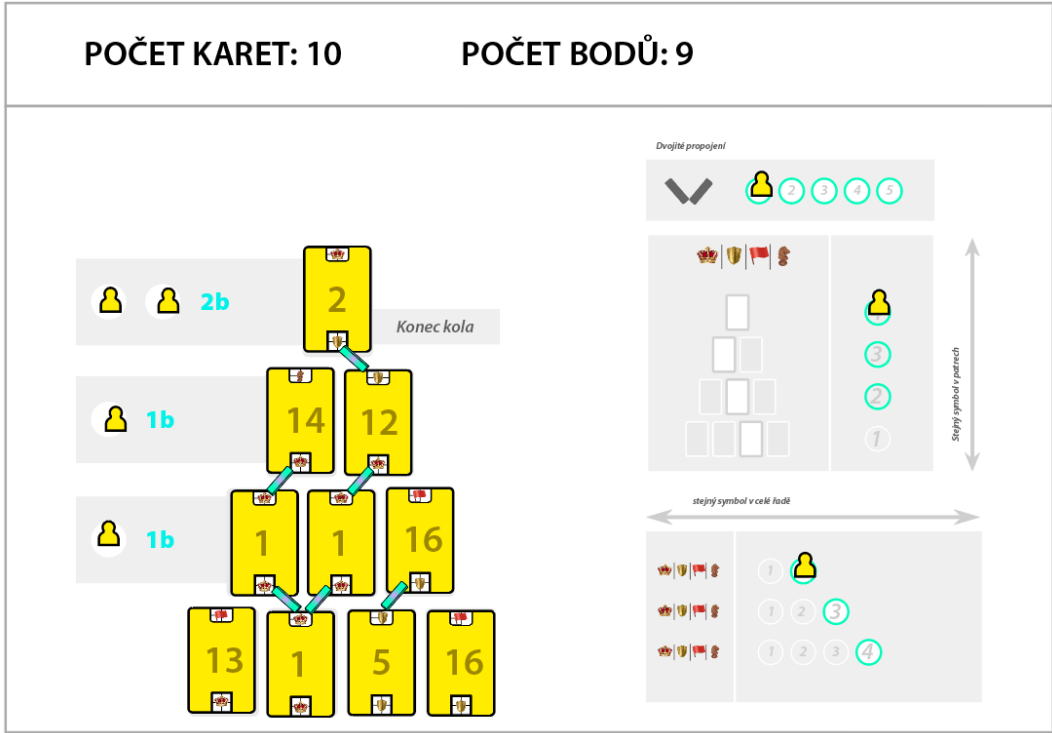 POČET KARET: 10
POČET BODŮ: 9
Dvojité propojení
2 3 4 5
2b
2
Konec kola
1b
14 12
3
2
1
Stejný symbol v patrech
1b
1 1 16
stejný symbol v celé řadě
1
1 2 3
1 2 3 4
13 1 5 16